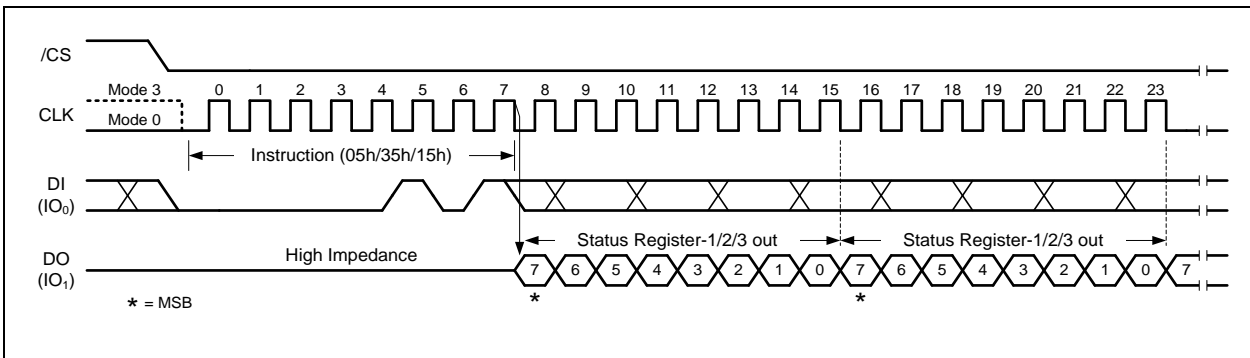 /CS
Mode 3
0 1 2 3 4 5 6 7 8 9 10 11 12 13 14 15 16 17 18 19 20 21 22 23
CLK
Mode 0
Instruction (05h/35h/15h)
DI
(IO₀)
Status Register-1/2/3 out Status Register-1/2/3 out
High Impedance
DO
(IO₁)
7 6 5 4 3 2 1 0 7 6 5 4 3 2 1 0 7
* *
* = MSB